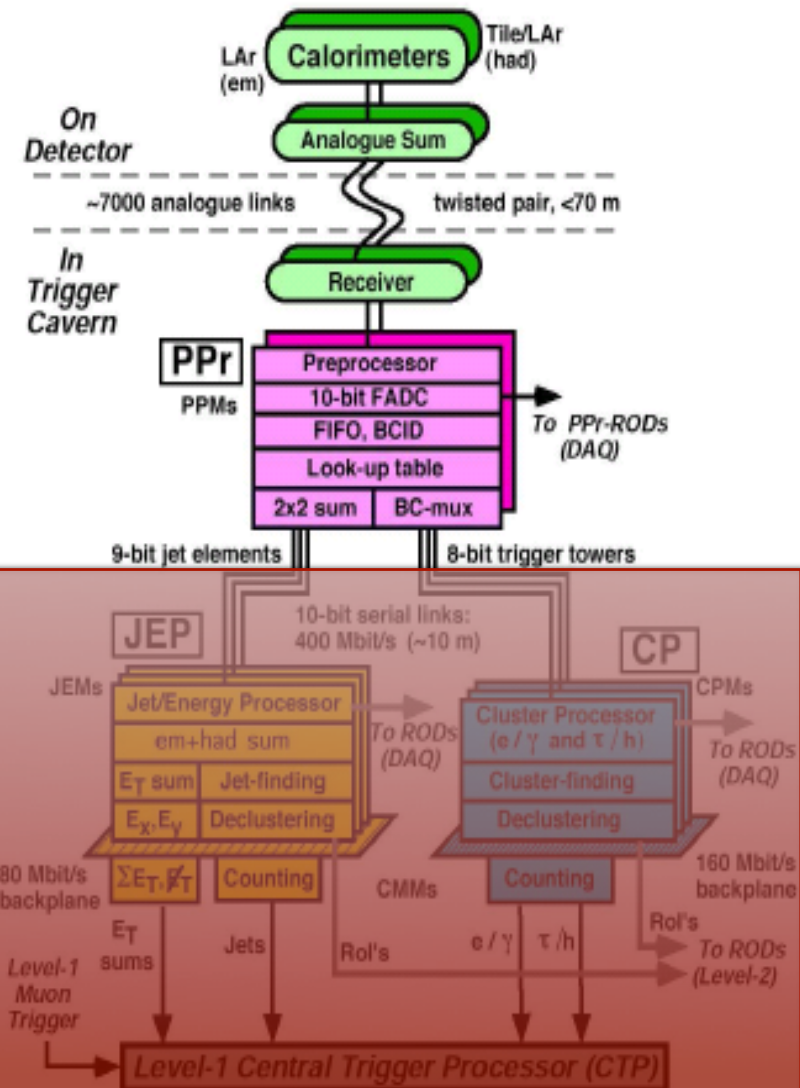 LAr
(em)
Calorimeters
Tile/LAr
(had)
On
Detector
Analogue Sum
~7000 analogue links
twisted pair, <70 m
In
Trigger
Cavern
Receiver
PPr
PPMs
Preprocessor
10-bit FADC
FIFO, BCID
Look-up table
2x2 sum
BC-mux
To PPr-RODs
(DAQ)
9-bit jet elements
8-bit trigger towers
10-bit serial links:
400 Mbit/s (~10 m)
JEP
CP
JEMs
Jet/Energy Processor
em+had sum
ET sum
Jet-finding
Ex,Ey
Declustering
To RODs
(DAQ)
CPMs
Cluster Processor
(e / γ and τ / h)
Cluster-finding
Declustering
To RODs
(DAQ)
80 Mbit/s
backplane
ΣET,E̸T
Counting
CMMs
Counting
160 Mbit/s
backplane
ET
sums
Jets
RoI's
e / γ
τ /h
RoI's
To RODs
(Level-2)
Level-1
Muon
Trigger
Level-1 Central Trigger Processor (CTP)